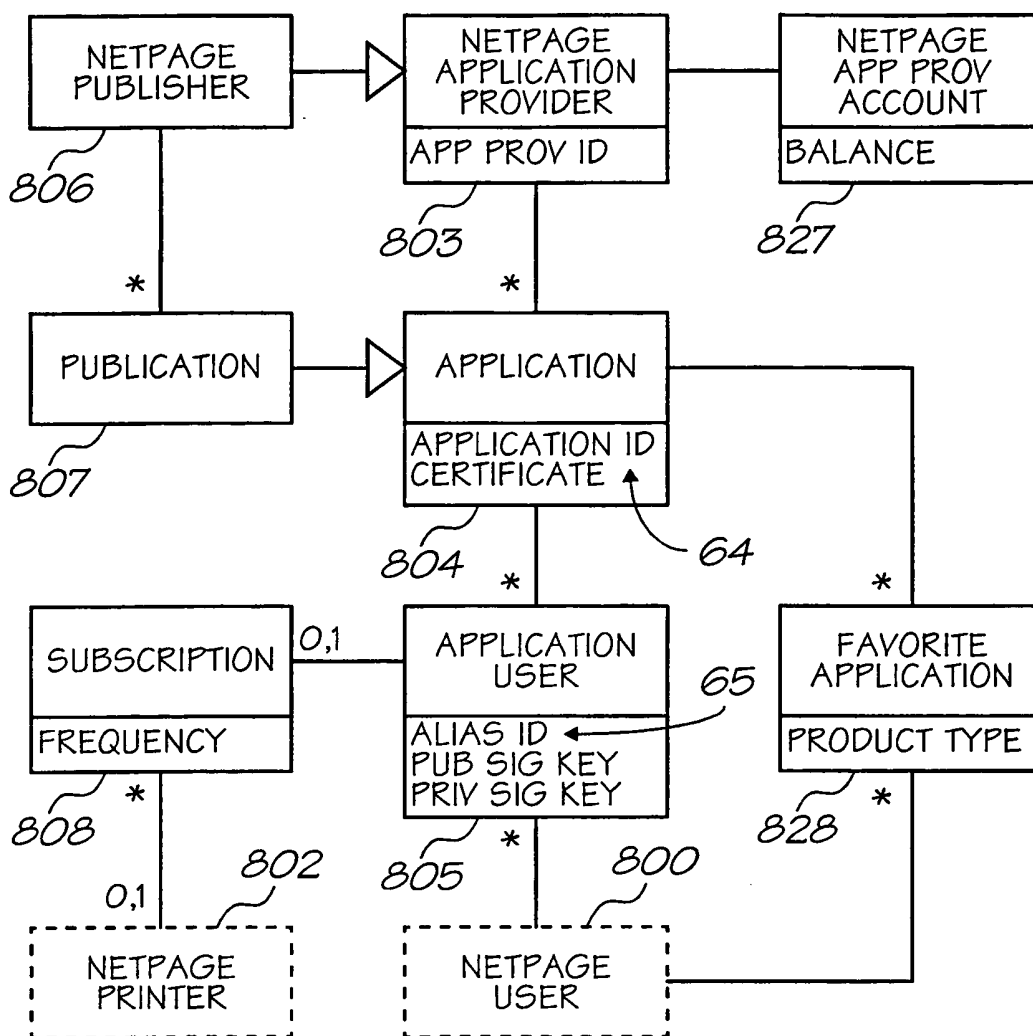 NETPAGE
PUBLISHER
806
NETPAGE
APPLICATION
PROVIDER
APP PROV ID
803
NETPAGE
APP PROV
ACCOUNT
BALANCE
827
*
*
PUBLICATION
807
APPLICATION
APPLICATION ID
CERTIFICATE
804
64
*
*
SUBSCRIPTION
FREQUENCY
808
0,1
APPLICATION
USER
ALIAS ID
PUB SIG KEY
PRIV SIG KEY
805
65
FAVORITE
APPLICATION
PRODUCT TYPE
828
*
*
*
0,1
802
NETPAGE
PRINTER
800
NETPAGE
USER